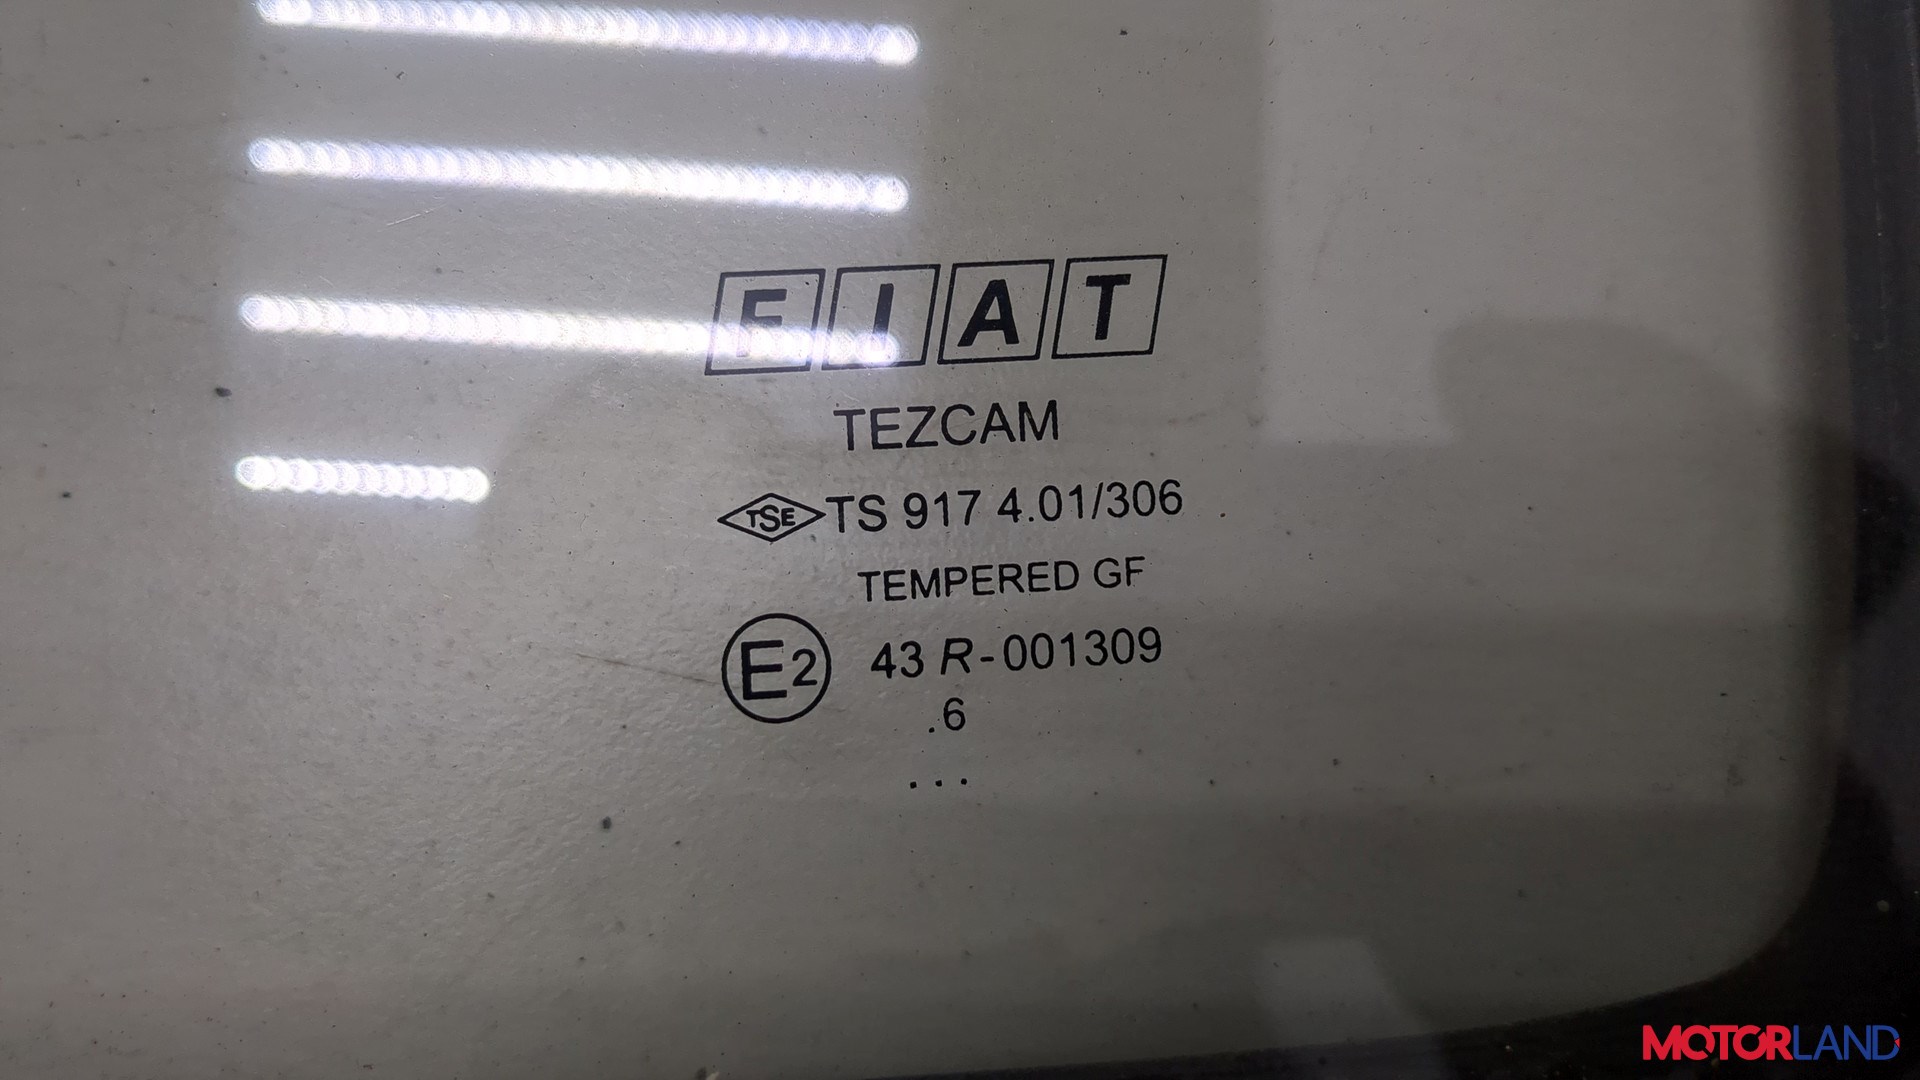 FIAT
TEZCAM
TSE TS 917 4.01/306
TEMPERED GF
E2 43 R-001309
.6
...
MOTORLAND